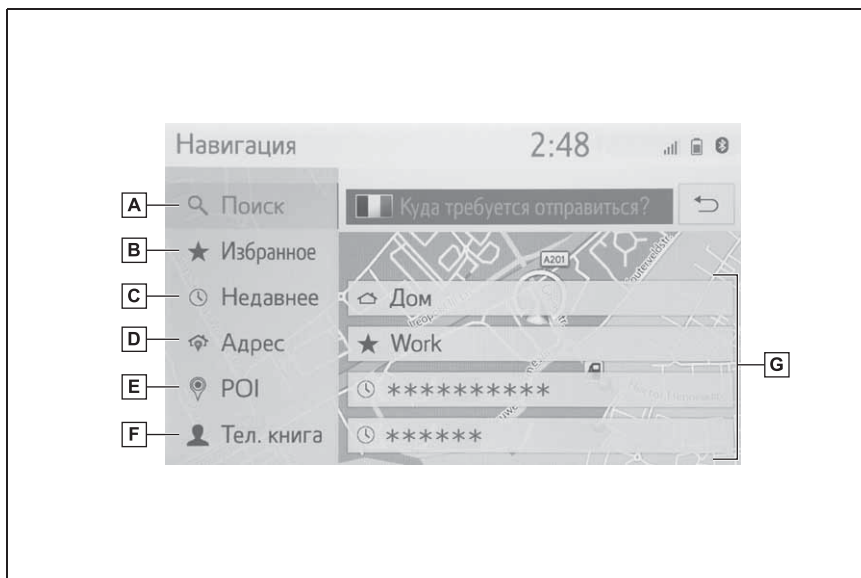 Навигация 2:48
A Поиск
Куда требуется отправиться?
B Избранное
A201
C Недавнее
Дом
D Адрес
Work
G
E POI
**********
F Тел. книга
******